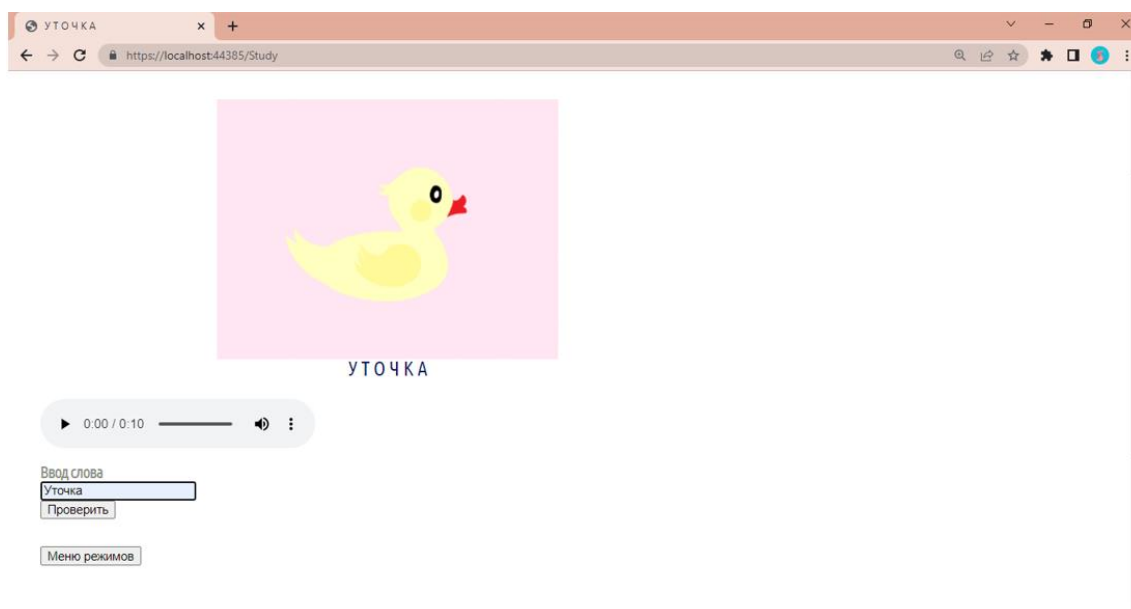 УТОЧКА
https://localhost:44385/Study
УТОЧКА
0:00 / 0:10
Ввод слова
Уточка
Проверить
Меню режимов